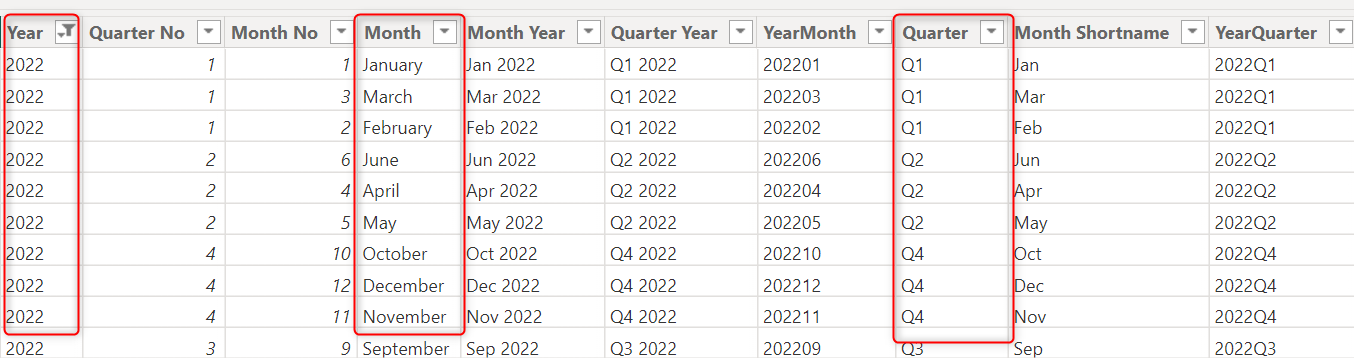 Year Quarter No Month No Month Month Year Quarter Year YearMonth Quarter Month Shortname YearQuarter
2022 1 1 January Jan 2022 Q1 2022 202201 Q1 Jan 2022Q1
2022 1 3 March Mar 2022 Q1 2022 202203 Q1 Mar 2022Q1
2022 1 2 February Feb 2022 Q1 2022 202202 Q1 Feb 2022Q1
2022 2 6 June Jun 2022 Q2 2022 202206 Q2 Jun 2022Q2
2022 2 4 April Apr 2022 Q2 2022 202204 Q2 Apr 2022Q2
2022 2 5 May May 2022 Q2 2022 202205 Q2 May 2022Q2
2022 4 10 October Oct 2022 Q4 2022 202210 Q4 Oct 2022Q4
2022 4 12 December Dec 2022 Q4 2022 202212 Q4 Dec 2022Q4
2022 4 11 November Nov 2022 Q4 2022 202211 Q4 Nov 2022Q4
2022 3 9 September Sep 2022 Q3 2022 202209 Q3 Sep 2022Q3